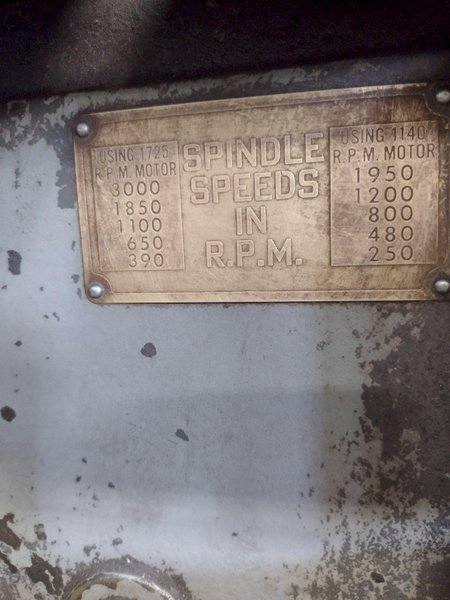 USING 1725
R.P.M. MOTOR
3000
1850
1100
650
390
SPINDLE
SPEEDS
IN
R.P.M.
USING 1140
R.P.M. MOTOR
1950
1200
800
480
250